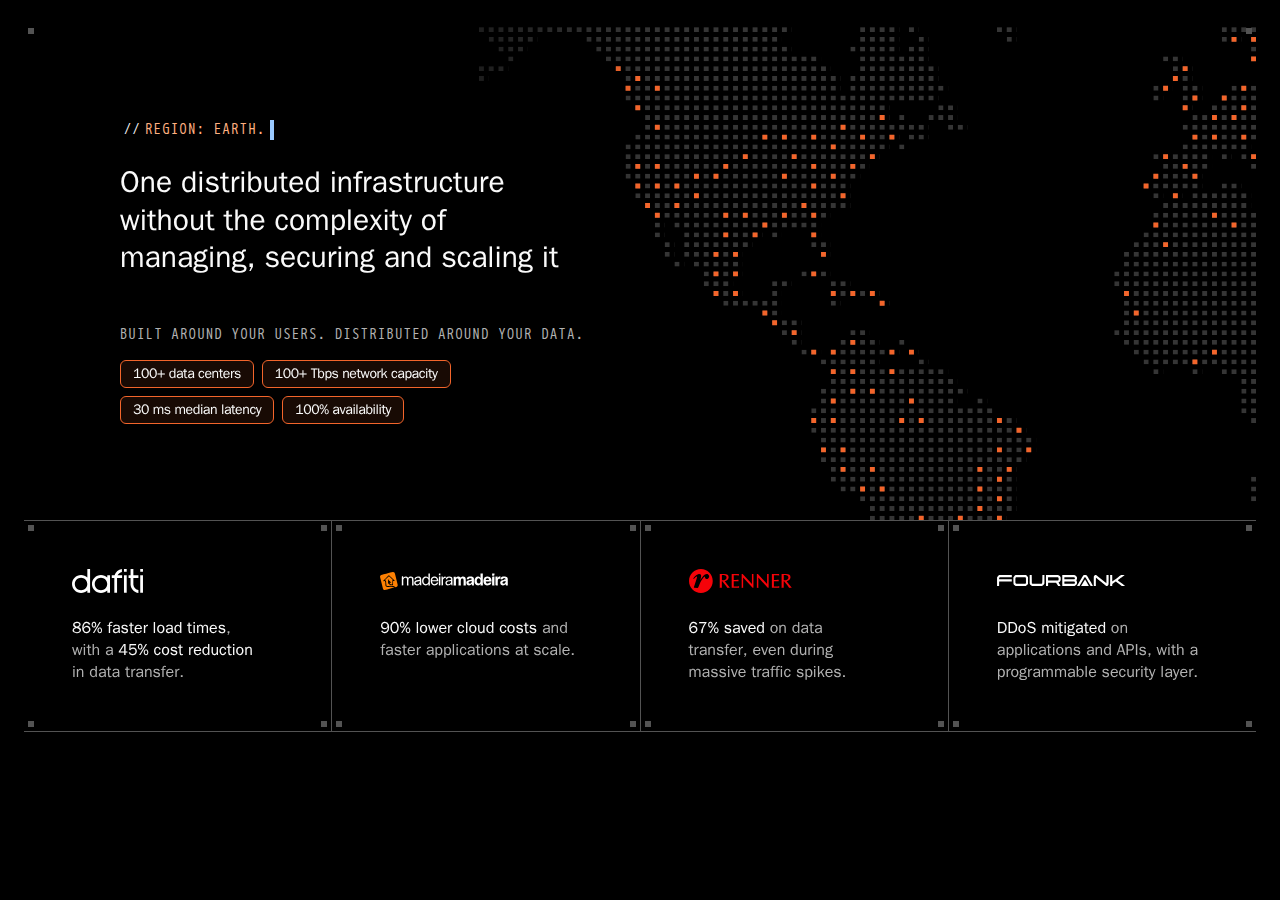 // REGION: EARTH.
One distributed infrastructure
without the complexity of
managing, securing and scaling it
BUILT AROUND YOUR USERS. DISTRIBUTED AROUND YOUR DATA.
100+ data centers
100+ Tbps network capacity
30 ms median latency
100% availability
dafiti
86% faster load times,
with a 45% cost reduction
in data transfer.
madeiramadeira
90% lower cloud costs and
faster applications at scale.
RENNER
67% saved on data
transfer, even during
massive traffic spikes.
FOURBANK
DDoS mitigated on
applications and APIs, with a
programmable security layer.